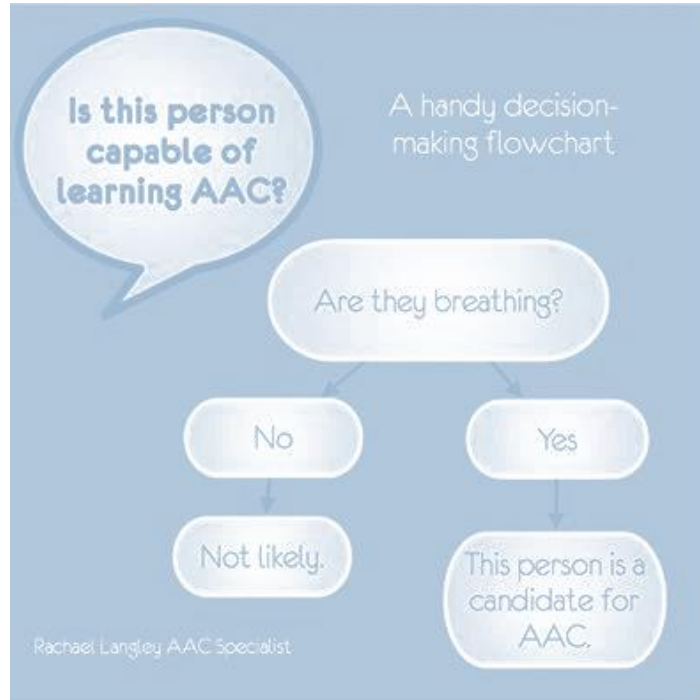 Is this person
capable of
learning AAC?
A handy decision-
making flowchart
Are they breathing?
No
Yes
Not likely.
This person is a
candidate for
AAC.
Rachael Langley AAC Specialist